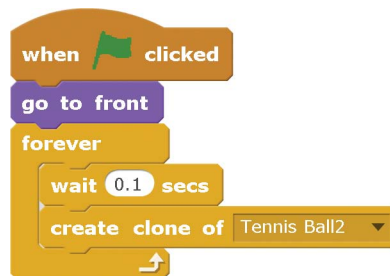 when clicked
go to front
forever
wait 0.1 secs
create clone of Tennis Ball2